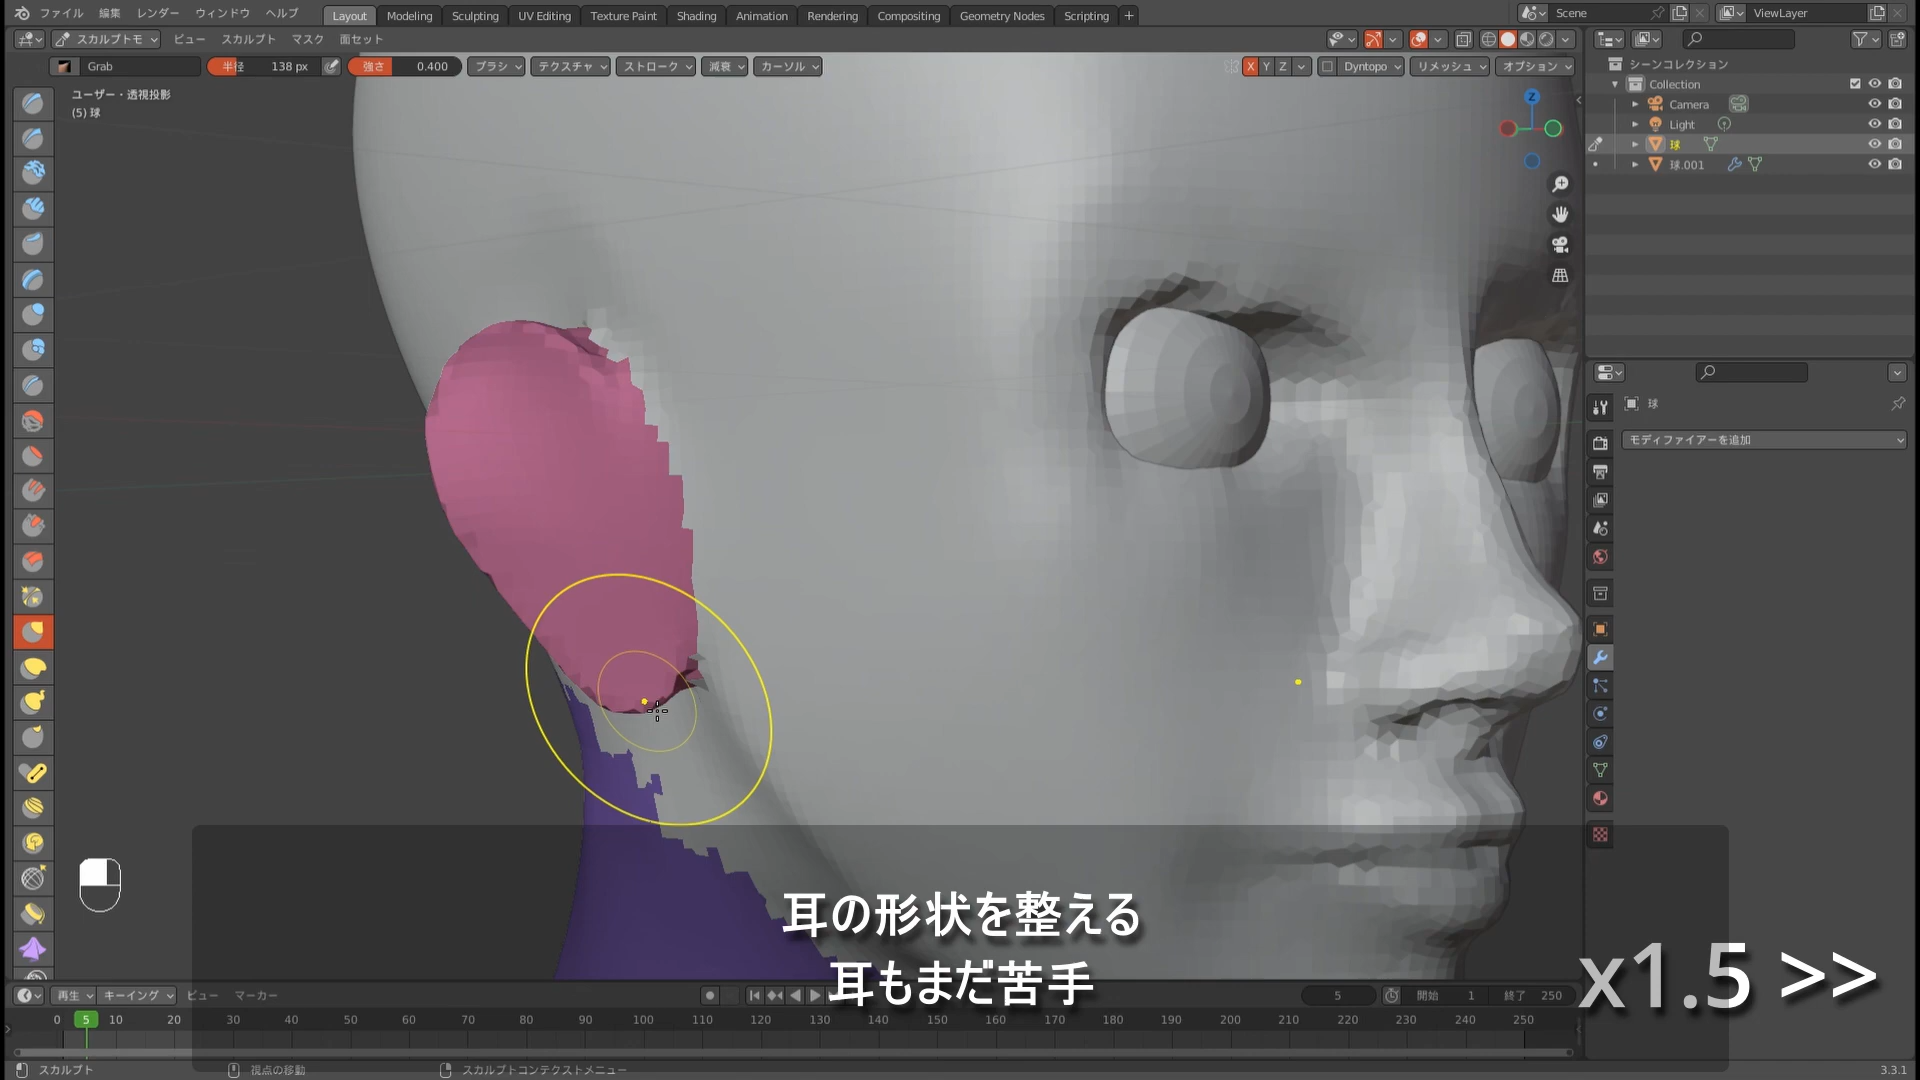 ファイル 編集 レンダー ウィンドウ ヘルプ Layout Modeling Sculpting UV Editing Texture Paint Shading Animation Rendering Compositing Geometry Nodes Scripting + Scene ViewLayer
スカルプトモ ビュー スカルプト マスク 面セット
Grab 半径 138 px 強さ 0.400 ブラシ テクスチャ ストローク 減衰 カーソル X Y Z Dyntopo リメッシュ オプション
シーンコレクション
Collection
Camera
Light
球
球.001
ユーザー・透視投影
(5) 球
Z
球
モディファイアーを追加
耳の形状を整える
耳もまだ苦手
x1.5 >>
再生 キーイング ビュー マーカー 5 開始 1 終了 250
0 5 10 20 30 40 50 60 70 80 90 100 110 120 130 140 150 160 170 180 190 200 210 220 230 240 250
スカルプト 視点の移動 スカルプトコンテクストメニュー 3.3.1